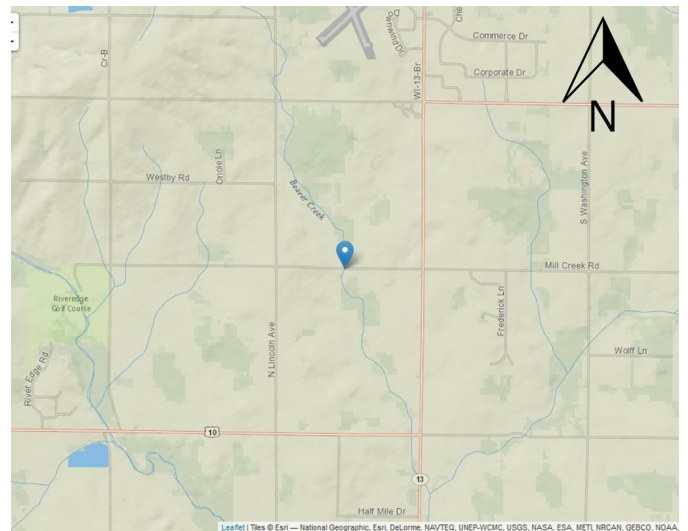 Commerce Dr
ownwind Dr
Corporate Dr
Cr-B
Wi-13-Br
N
Oriole Ln
Westby Rd
S Washington Ave
Beaver Creek
Mill Creek Rd
Riveredge
Golf Course
Frederick Ln
N Lincoln Ave
Wolff Ln
River Edge Rd
10
13
Half Mile Dr
Leaflet | Tiles © Esri — National Geographic, Esri, DeLorme, NAVTEQ, UNEP-WCMC, USGS, NASA, ESA, METI, NRCAN, GEBCO, NOAA,